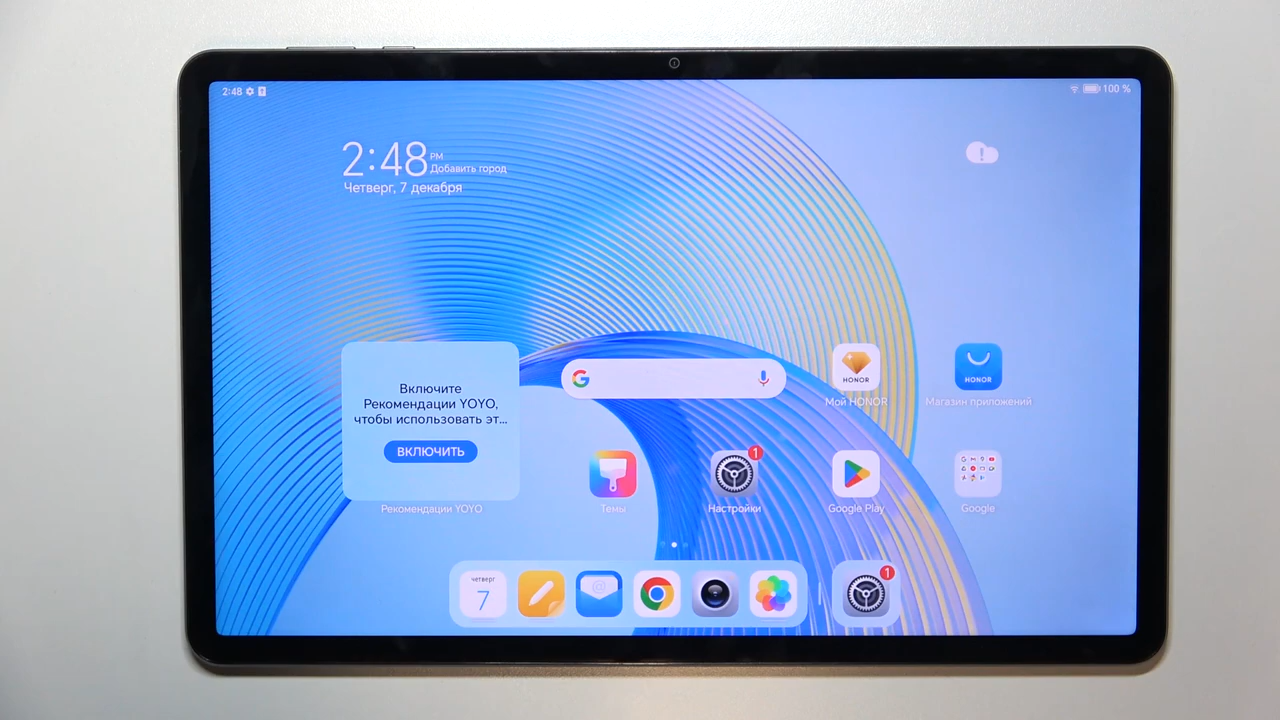 2:48
100 %
2:48 PM
Добавить город
Четверг, 7 декабря
Включите
Рекомендации YOYO,
чтобы использовать эт...
ВКЛЮЧИТЬ
Рекомендации YOYO
HONOR
Мой HONOR
HONOR
Магазин приложений
Темы
1
Настройки
Google Play
Google
четверг
7
1